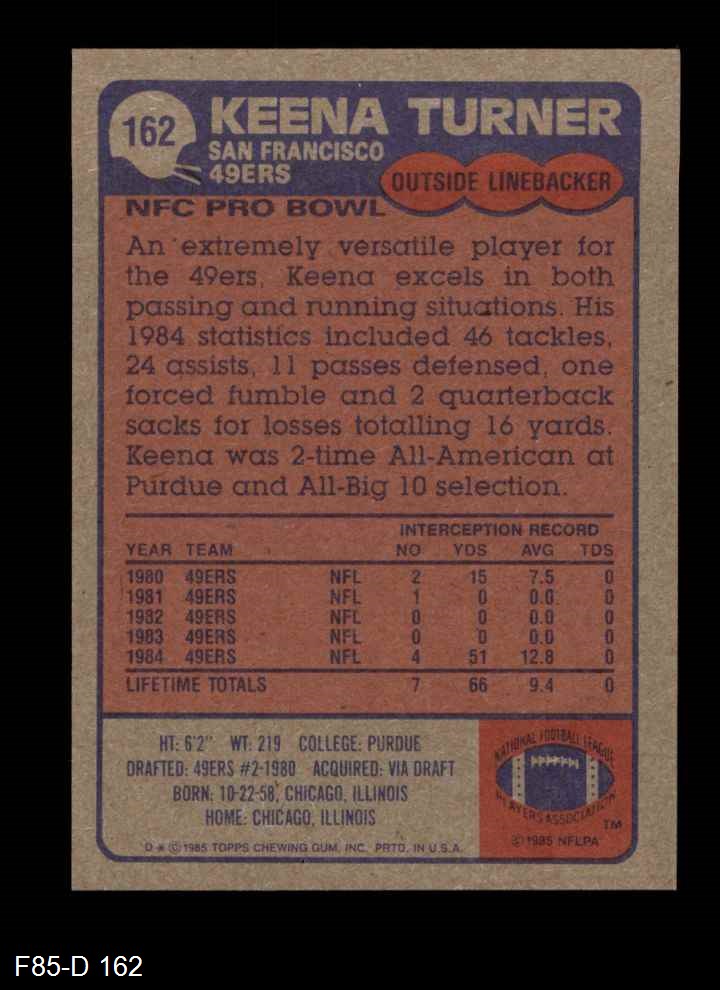 162
KEENA TURNER
SAN FRANCISCO
49ERS
OUTSIDE LINEBACKER
NFC PRO BOWL
An extremely versatile player for
the 49ers, Keena excels in both
passing and running situations. His
1984 statistics included 46 tackles,
24 assists, 11 passes defensed, one
forced fumble and 2 quarterback
sacks for losses totalling 16 yards.
Keena was 2-time All-American at
Purdue and All-Big 10 selection.
INTERCEPTION RECORD
YEAR TEAM NO YDS AVG TDS
1980 49ERS NFL 2 15 7.5 0
1981 49ERS NFL 1 0 0.0 0
1982 49ERS NFL 0 0 0.0 0
1983 49ERS NFL 0 0 0.0 0
1984 49ERS NFL 4 51 12.8 0
LIFETIME TOTALS 7 66 9.4 0
HT: 6'2" WT: 219 COLLEGE: PURDUE
DRAFTED: 49ERS #2-1980 ACQUIRED: VIA DRAFT
BORN: 10-22-58, CHICAGO, ILLINOIS
HOME: CHICAGO, ILLINOIS
D * © 1985 TOPPS CHEWING GUM, INC. PRTD. IN U.S.A.
NATIONAL FOOTBALL LEAGUE
PLAYERS ASSOCIATION
TM
© 1985 NFLPA
F85-D 162